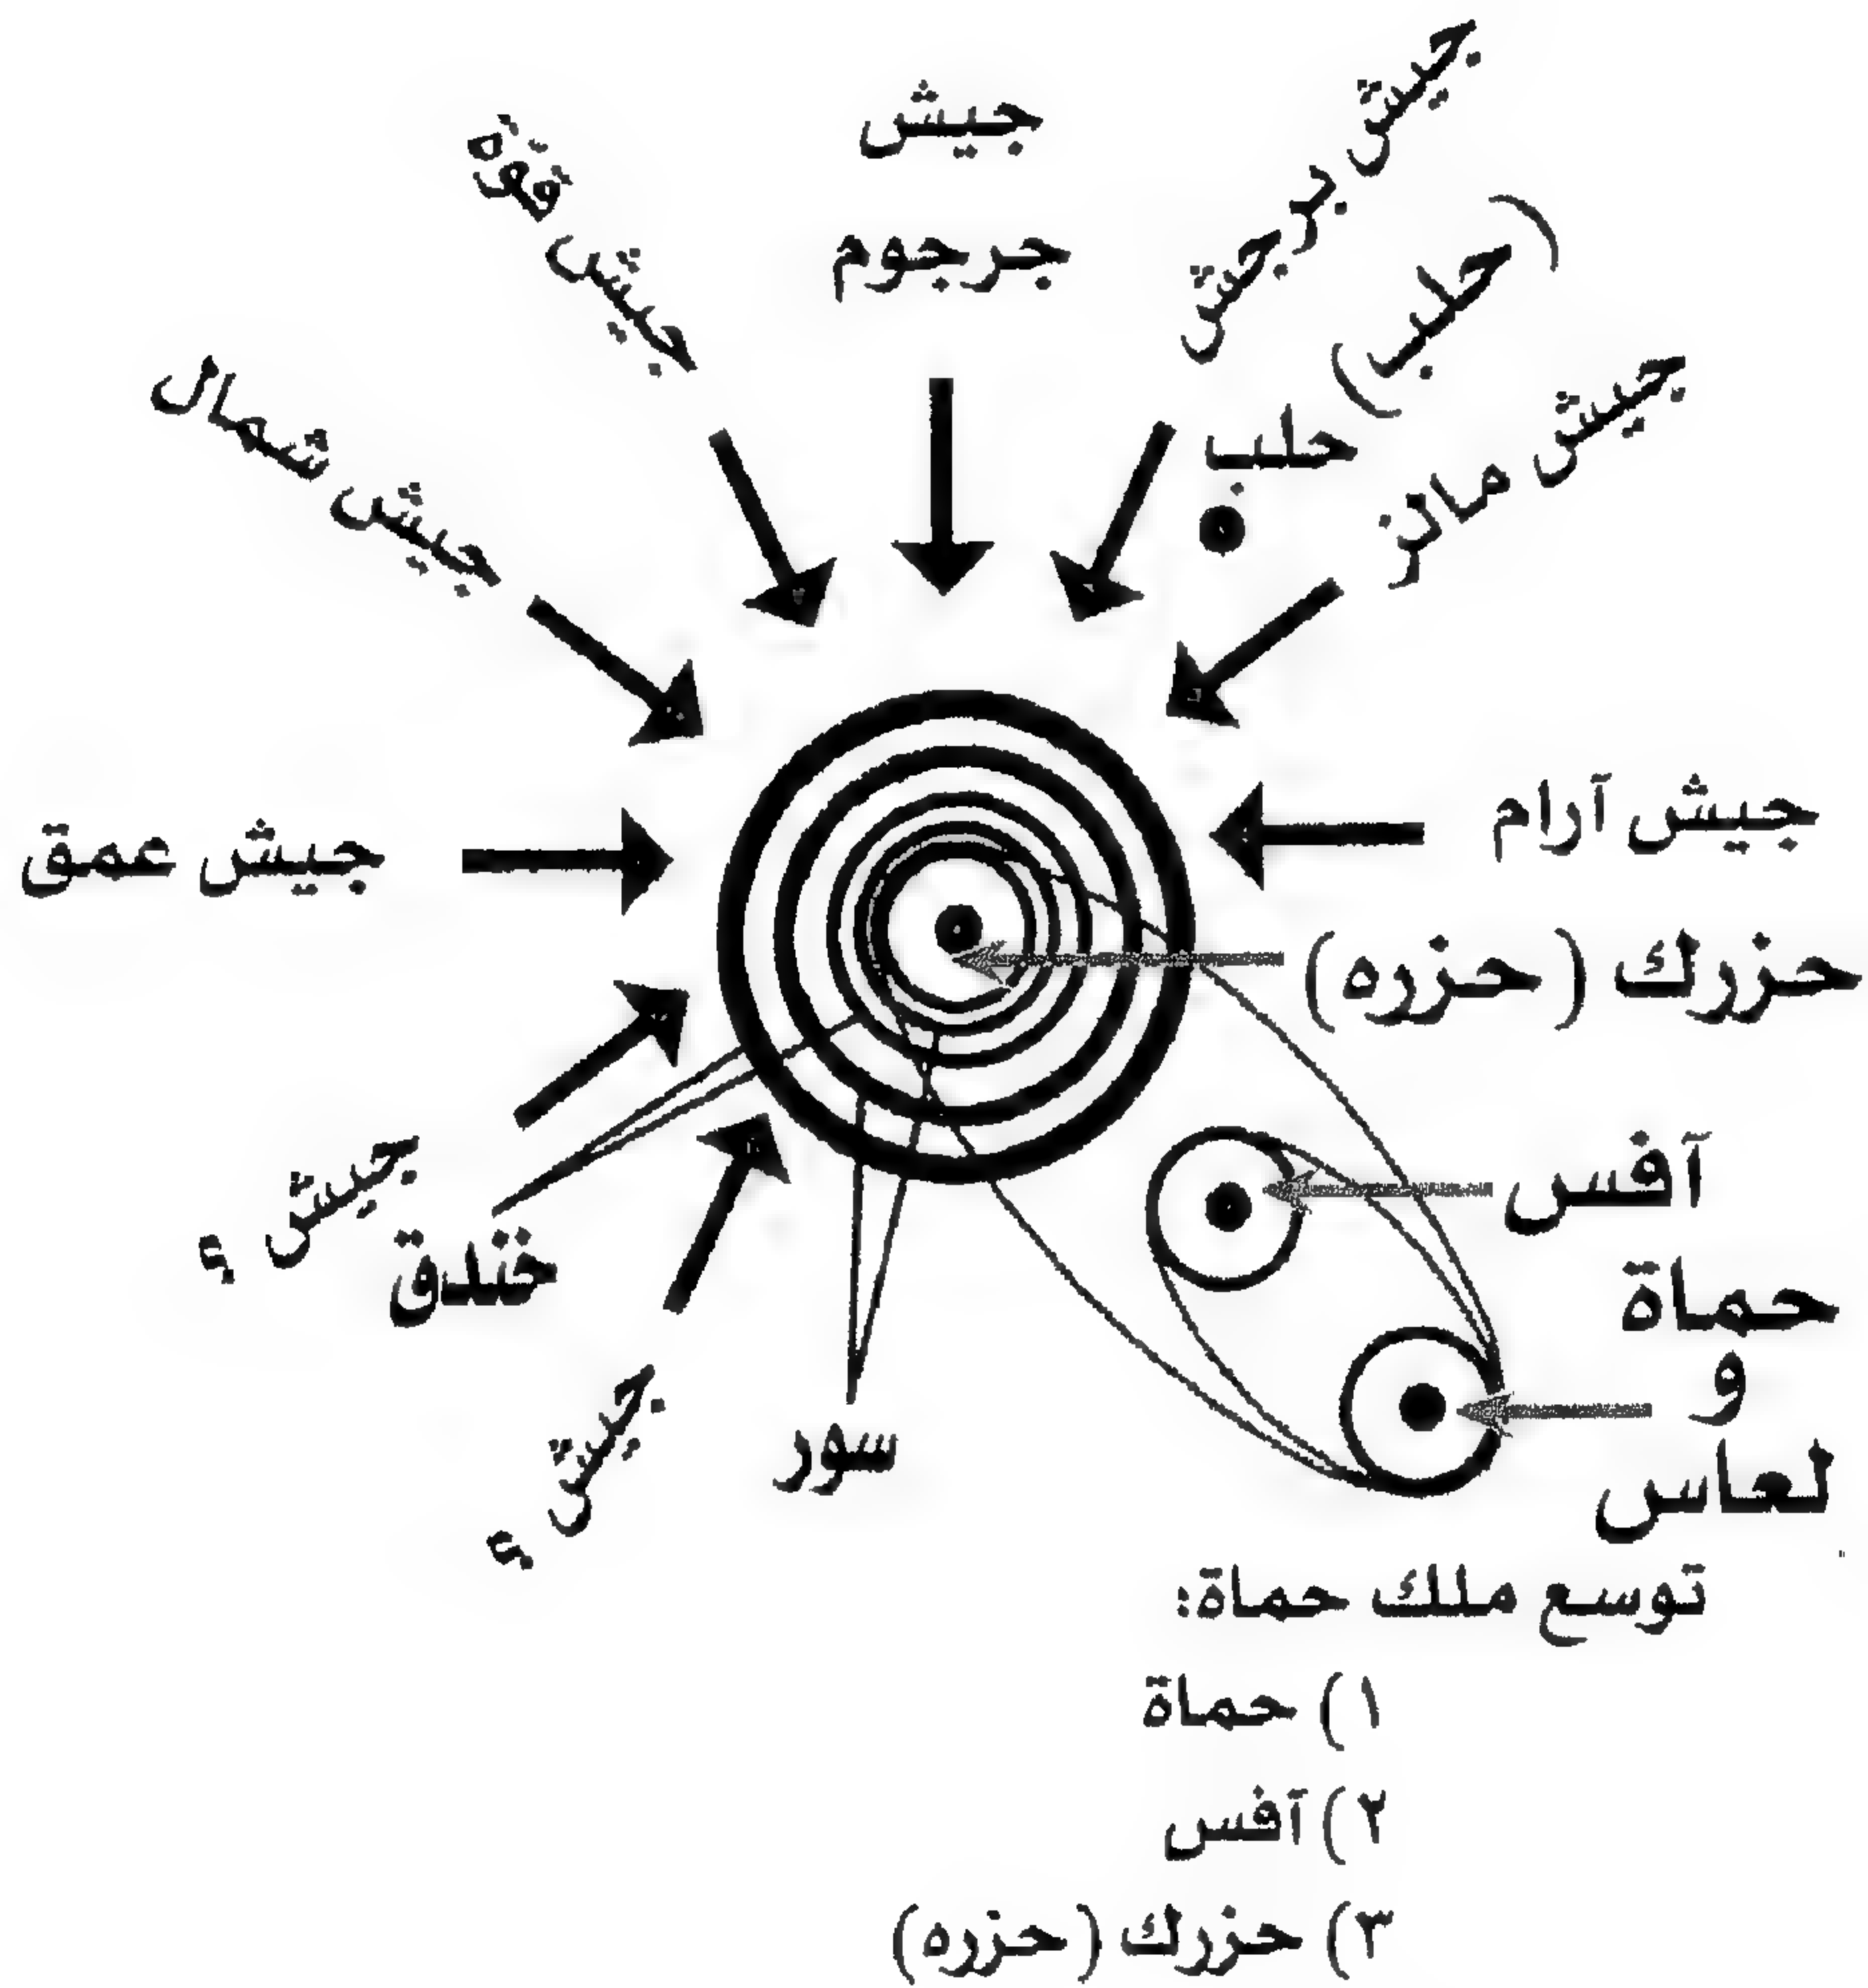 جيش
جرجوم
جيش برجش
(حلب)
جيش قوة
حلب
جيش مالز
جيش شمال
جيش آرام
جيش عمق
حزرك (حزره)
آفس
جيش ؟
خندق
حماة
و
لعاس
جيش ؟
سور
توسع ملك حماة:
١) حماة
٢) آفس
٣) حزرك (حزره)